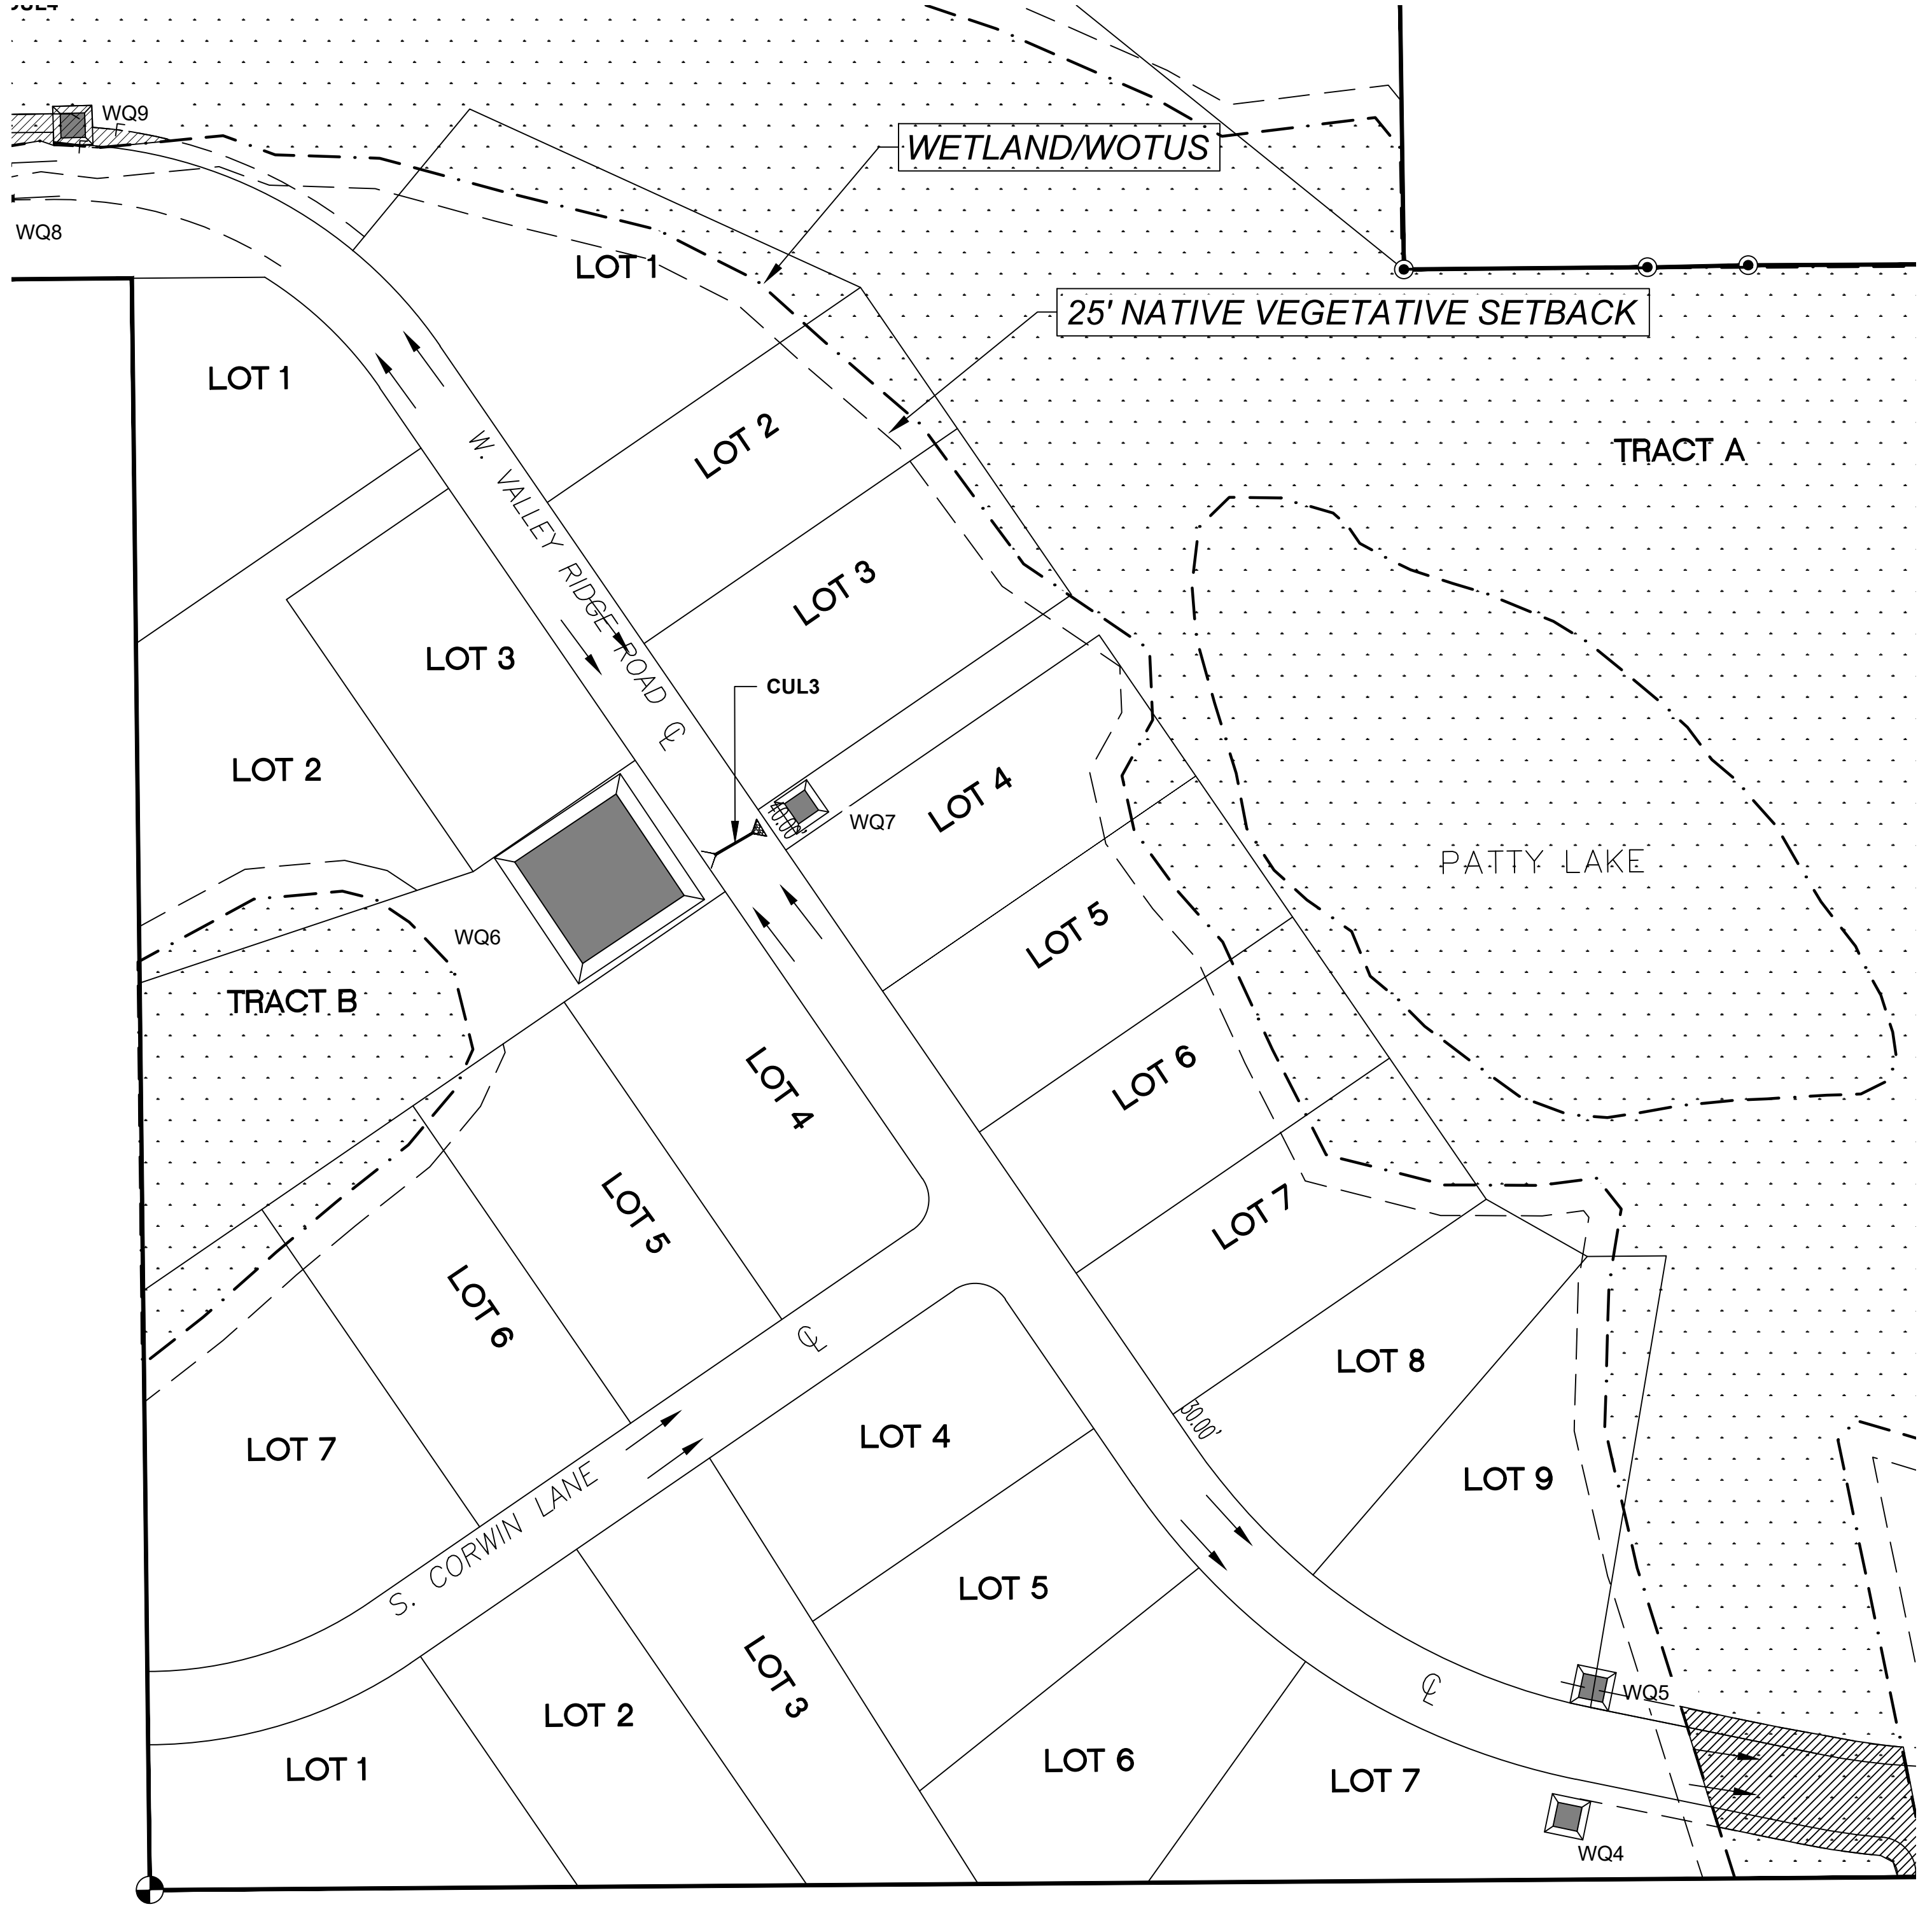 WQ9
WETLAND/WOTUS
WQ8
LOT 1
25' NATIVE VEGETATIVE SETBACK
LOT 1
LOT 2
TRACT A
W. VALLEY RIDGE ROAD ℄
LOT 3
LOT 3
CUL3
LOT 2
LOT 4
40.00'
WQ7
PATTY LAKE
LOT 5
WQ6
TRACT B
LOT 4
LOT 6
LOT 5
LOT 7
LOT 6
℄
LOT 8
30.00'
LOT 4
LOT 7
LOT 9
S. CORWIN LANE
LOT 5
LOT 3
℄
WQ5
LOT 2
LOT 6
LOT 1
LOT 7
WQ4